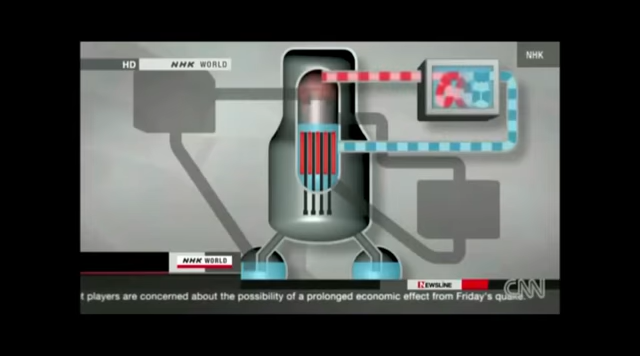 HD NHK WORLD
NHK
NHK WORLD
NEWSLINE
CNN
t players are concerned about the possibility of a prolonged economic effect from Friday's